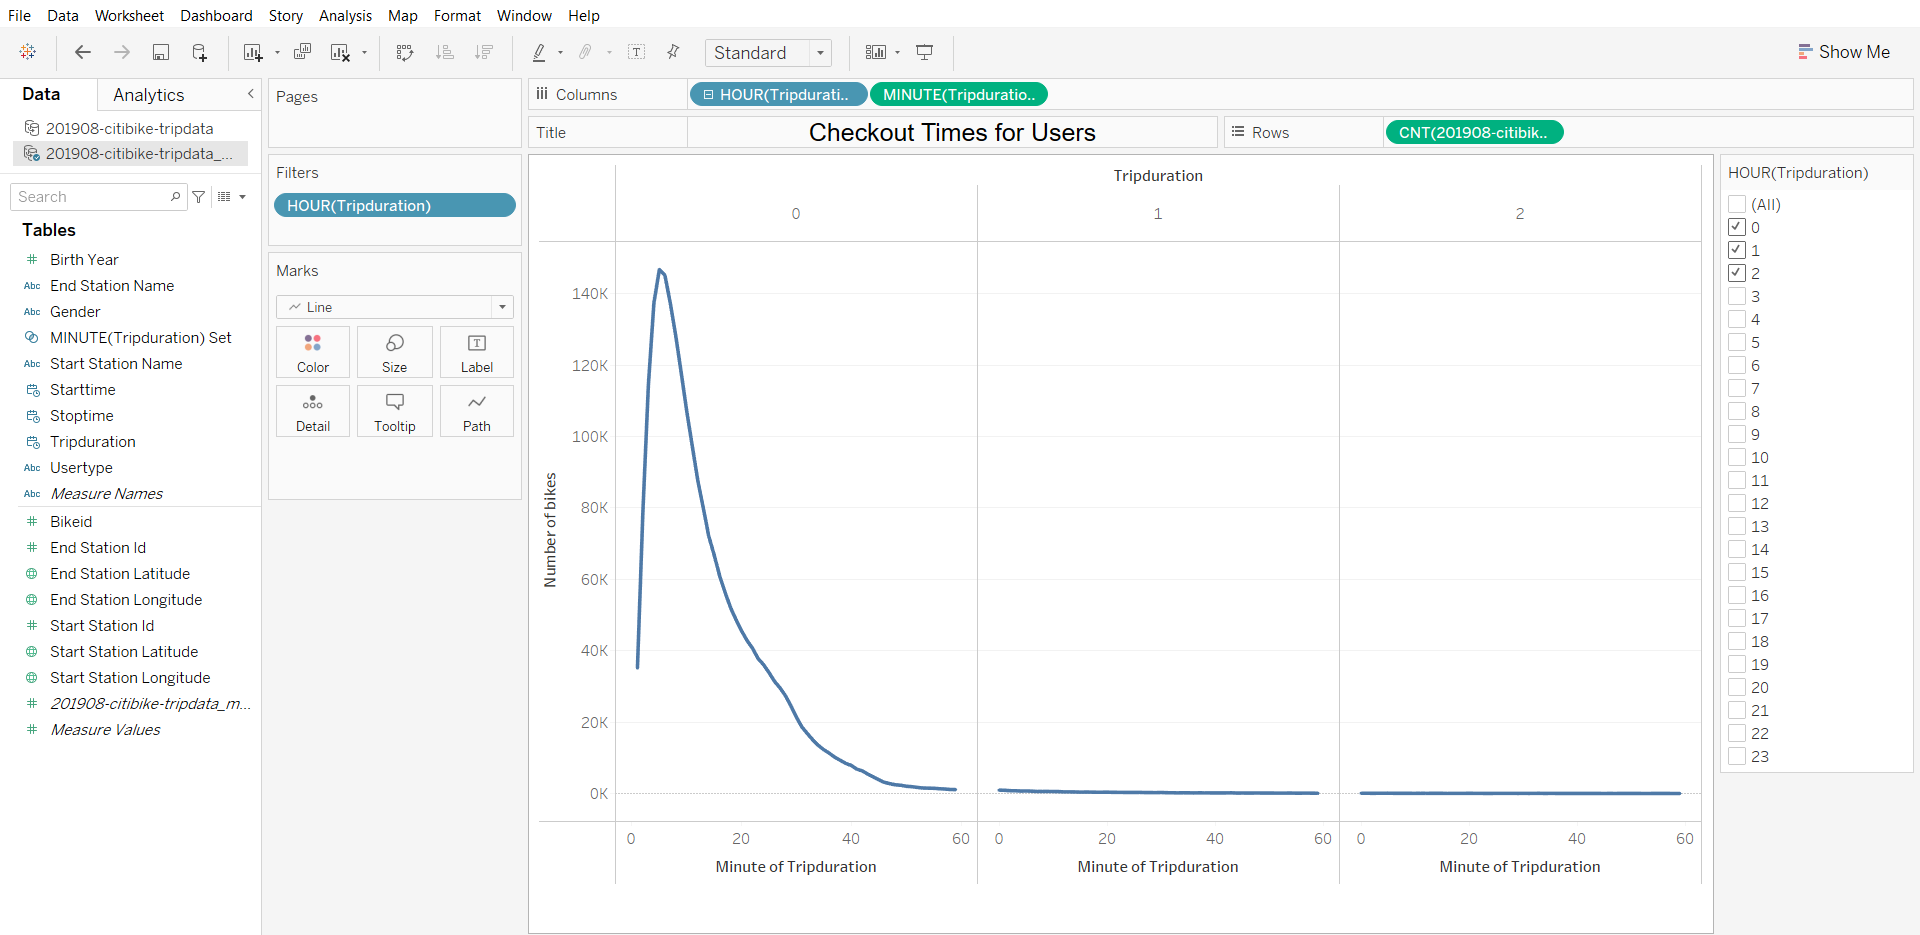 File Data Worksheet Dashboard Story Analysis Map Format Window Help
Standard
Show Me
Data Analytics
201908-citibike-tripdata
201908-citibike-tripdata_...
Search
Tables
Birth Year
Abc End Station Name
Abc Gender
MINUTE(Tripduration) Set
Abc Start Station Name
Starttime
Stoptime
Tripduration
Abc Usertype
Abc Measure Names
Bikeid
End Station Id
End Station Latitude
End Station Longitude
Start Station Id
Start Station Latitude
Start Station Longitude
201908-citibike-tripdata_m...
Measure Values
Pages
Filters
HOUR(Tripduration)
Marks
Line
Color Size Label
Detail Tooltip Path
Columns HOUR(Tripdurati.. MINUTE(Tripduratio..
Title Checkout Times for Users
Rows CNT(201908-citibik..
Tripduration
0 1 2
Number of bikes
140K
120K
100K
80K
60K
40K
20K
0K
0 20 40 60 0 20 40 60 0 20 40 60
Minute of Tripduration Minute of Tripduration Minute of Tripduration
HOUR(Tripduration)
(All)
0
1
2
3
4
5
6
7
8
9
10
11
12
13
14
15
16
17
18
19
20
21
22
23